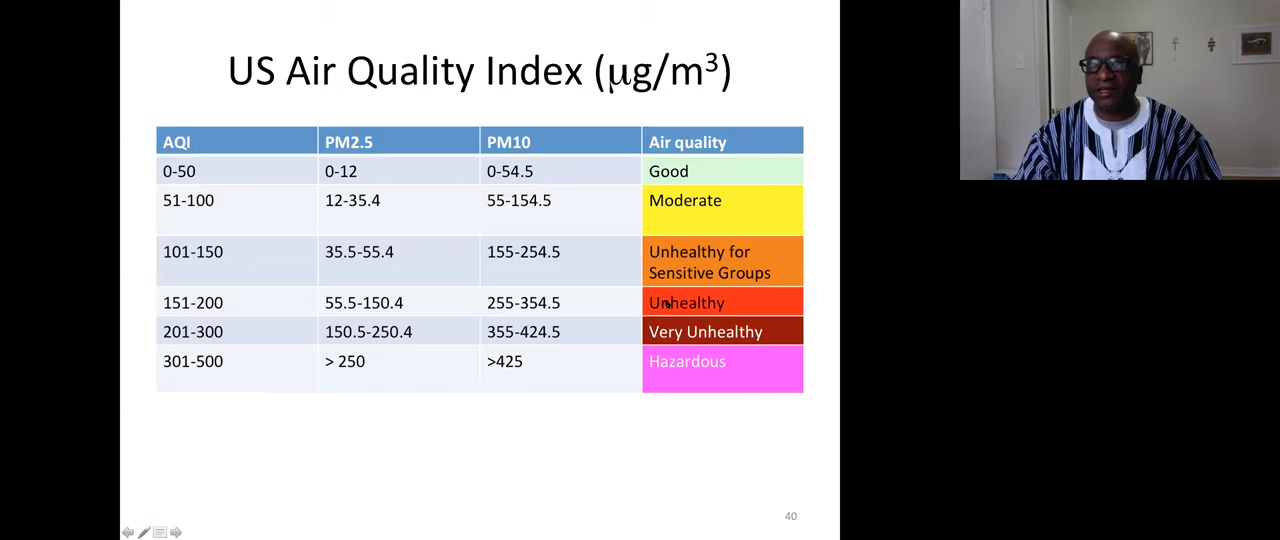 US Air Quality Index (μg/m³)
AQI PM2.5 PM10 Air quality
0-50 0-12 0-54.5 Good
51-100 12-35.4 55-154.5 Moderate
101-150 35.5-55.4 155-254.5 Unhealthy for
Sensitive Groups
151-200 55.5-150.4 255-354.5 Unhealthy
201-300 150.5-250.4 355-424.5 Very Unhealthy
301-500 > 250 >425 Hazardous
40